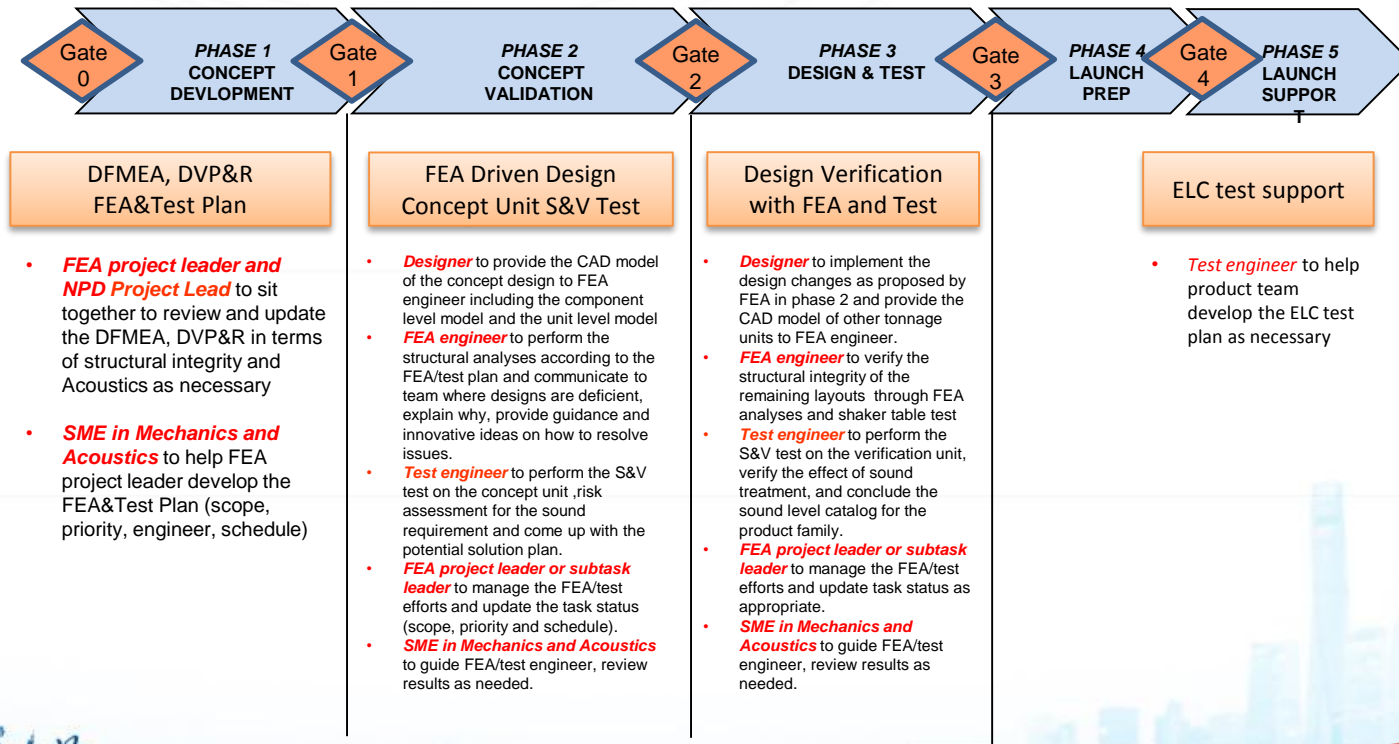 Gate
0
PHASE 1
CONCEPT
DEVLOPMENT
Gate
1
PHASE 2
CONCEPT
VALIDATION
Gate
2
PHASE 3
DESIGN & TEST
Gate
3
PHASE 4
LAUNCH
PREP
Gate
4
PHASE 5
LAUNCH
SUPPOR
T
DFMEA, DVP&R
FEA&Test Plan
• FEA project leader and
NPD Project Lead to sit
together to review and update
the DFMEA, DVP&R in terms
of structural integrity and
Acoustics as necessary
• SME in Mechanics and
Acoustics to help FEA
project leader develop the
FEA&Test Plan (scope,
priority, engineer, schedule)
FEA Driven Design
Concept Unit S&V Test
• Designer to provide the CAD model
of the concept design to FEA
engineer including the component
level model and the unit level model
• FEA engineer to perform the
structural analyses according to the
FEA/test plan and communicate to
team where designs are deficient,
explain why, provide guidance and
innovative ideas on how to resolve
issues.
• Test engineer to perform the S&V
test on the concept unit ,risk
assessment for the sound
requirement and come up with the
potential solution plan.
• FEA project leader or subtask
leader to manage the FEA/test
efforts and update the task status
(scope, priority and schedule).
• SME in Mechanics and Acoustics
to guide FEA/test engineer, review
results as needed.
Design Verification
with FEA and Test
• Designer to implement the
design changes as proposed by
FEA in phase 2 and provide the
CAD model of other tonnage
units to FEA engineer.
• FEA engineer to verify the
structural integrity of the
remaining layouts through FEA
analyses and shaker table test
• Test engineer to perform the
S&V test on the verification unit,
verify the effect of sound
treatment, and conclude the
sound level catalog for the
product family.
• FEA project leader or subtask
leader to manage the FEA/test
efforts and update task status as
appropriate.
• SME in Mechanics and
Acoustics to guide FEA/test
engineer, review results as
needed.
ELC test support
• Test engineer to help
product team
develop the ELC test
plan as necessary